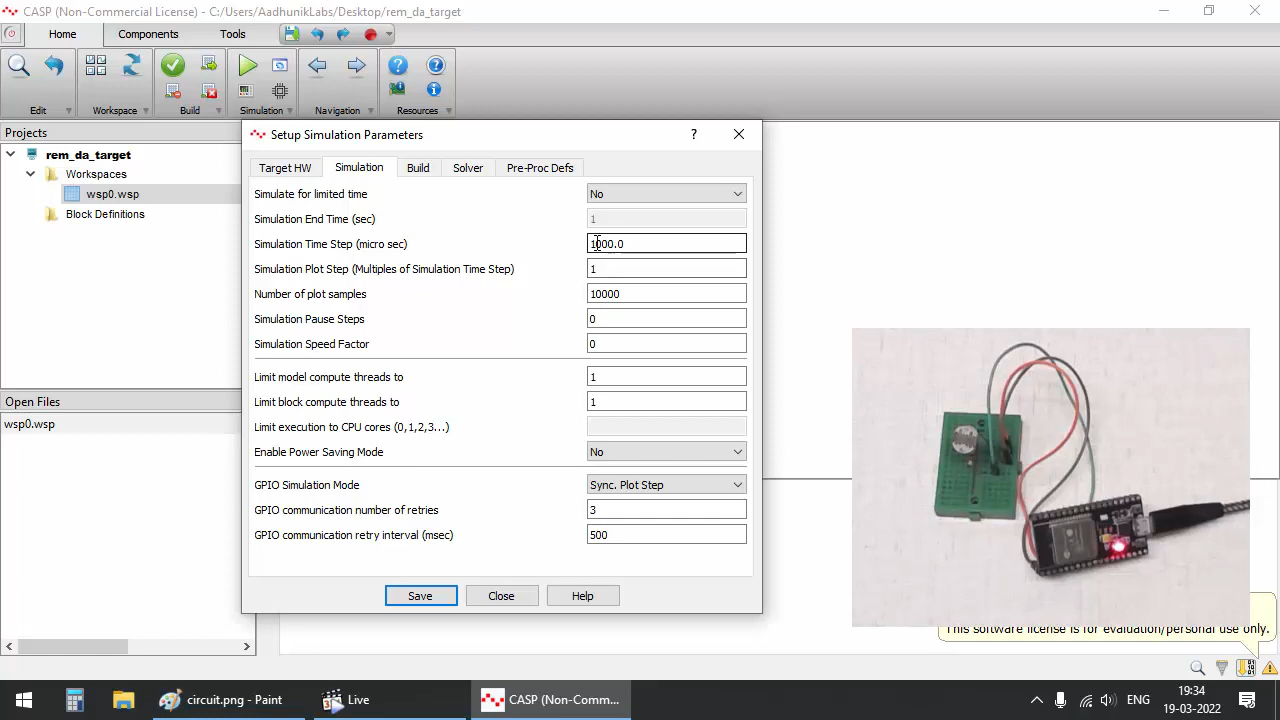 CASP (Non-Commercial License) - C:/Users/AadhunikLabs/Desktop/rem_da_target
Home Components Tools
Edit Workspace Build Simulation Navigation Resources
Projects
rem_da_target
Workspaces
wsp0.wsp
Block Definitions
Open Files
wsp0.wsp
Setup Simulation Parameters
Target HW Simulation Build Solver Pre-Proc Defs
Simulate for limited time No
Simulation End Time (sec) 1
Simulation Time Step (micro sec) 1000.0
Simulation Plot Step (Multiples of Simulation Time Step) 1
Number of plot samples 10000
Simulation Pause Steps 0
Simulation Speed Factor 0
Limit model compute threads to 1
Limit block compute threads to 1
Limit execution to CPU cores (0,1,2,3...)
Enable Power Saving Mode No
GPIO Simulation Mode Sync. Plot Step
GPIO communication number of retries 3
GPIO communication retry interval (msec) 500
Save Close Help
This software license is for evaluation/personal use only.
circuit.png - Paint Live CASP (Non-Comm... ENG 19:34
19-03-2022